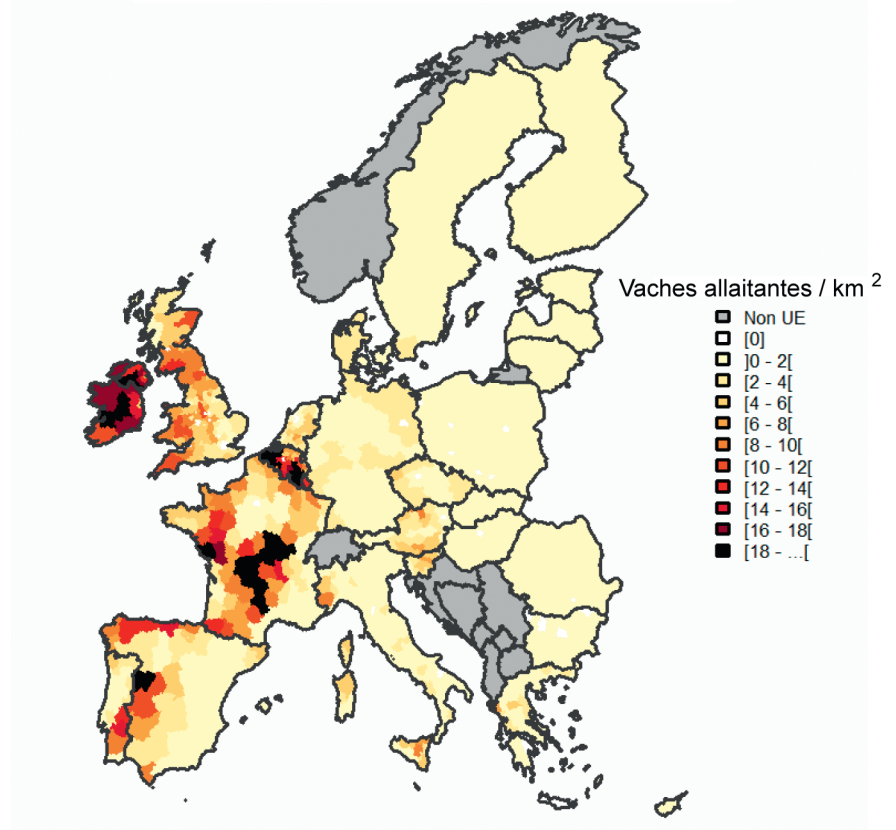 Vaches allaitantes / km 2
Non UE
[0]
]0 - 2[
[2 - 4[
[4 - 6[
[6 - 8[
[8 - 10[
[10 - 12[
[12 - 14[
[14 - 16[
[16 - 18[
[18 - ...[